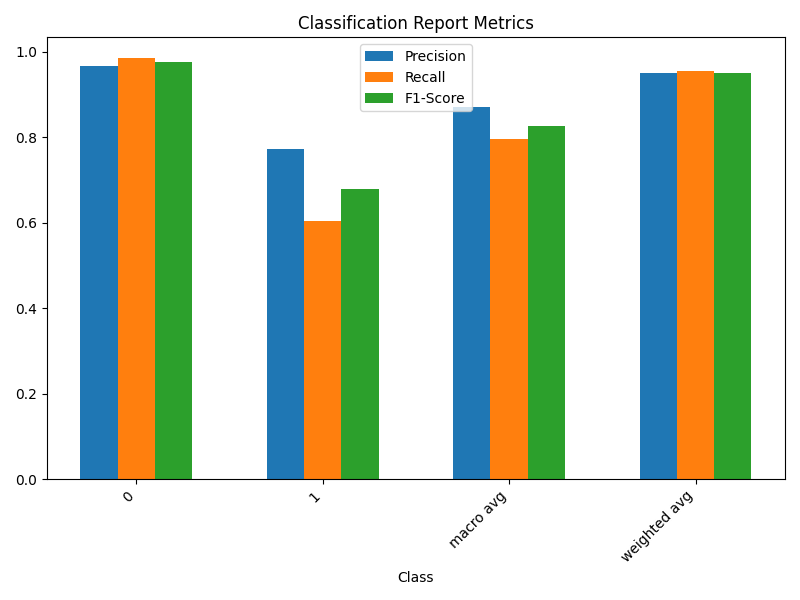 Classification Report Metrics
Precision
Recall
F1-Score
1.0
0.8
0.6
0.4
0.2
0.0
0
1
macro avg
weighted avg
Class